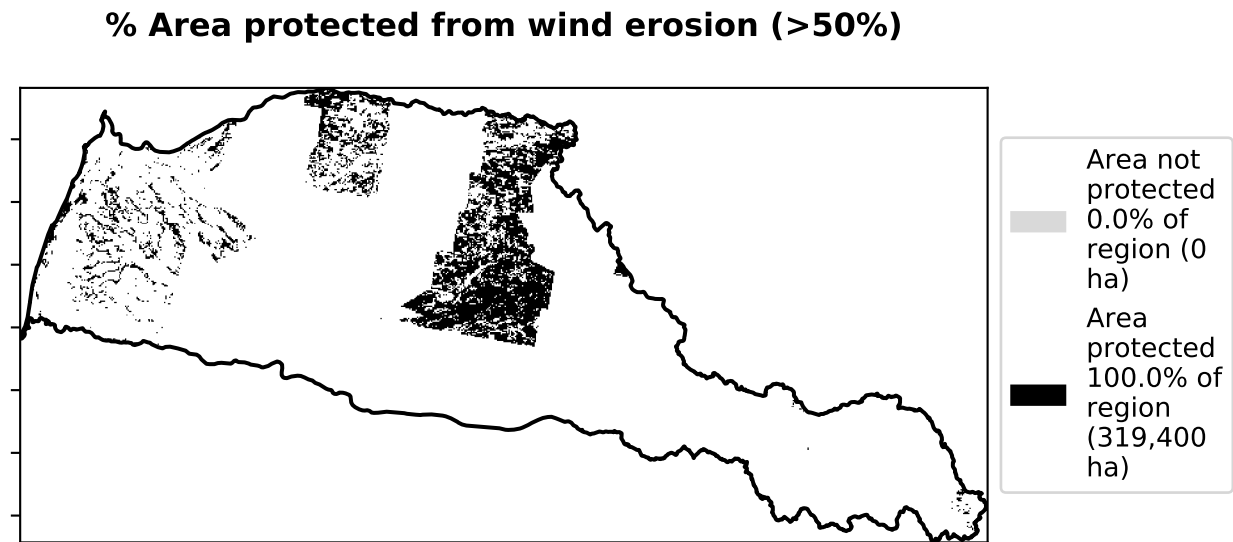 % Area protected from wind erosion (>50%)
Area not
protected
0.0% of
region (0
ha)
Area
protected
100.0% of
region
(319,400
ha)